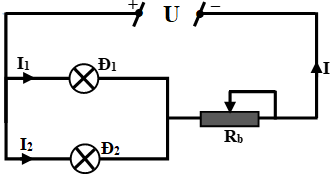 + U −
I1 Đ1
I
I2 Đ2
Rb